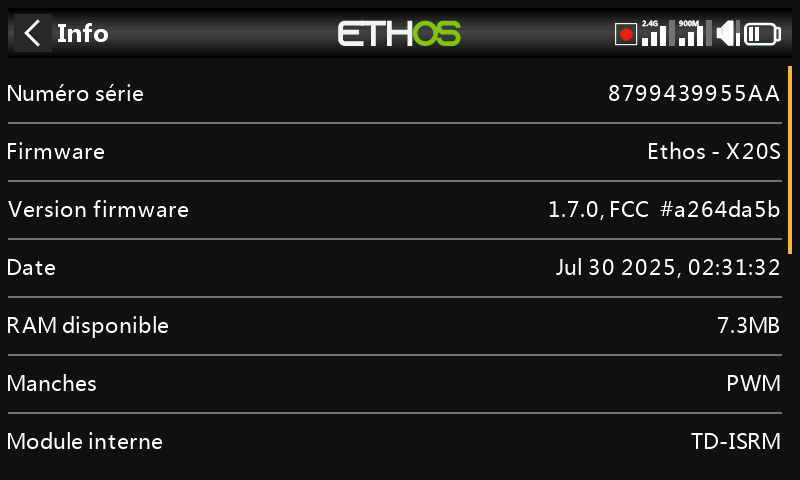 Info
ETHOS
2.4G
900M
Numéro série 8799439955AA
Firmware Ethos - X20S
Version firmware 1.7.0, FCC #a264da5b
Date Jul 30 2025, 02:31:32
RAM disponible 7.3MB
Manches PWM
Module interne TD-ISRM